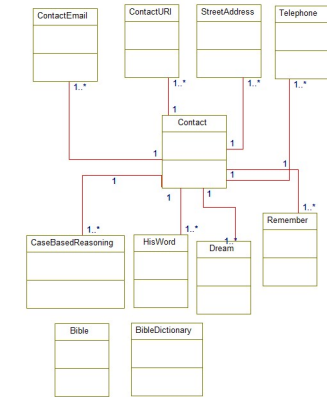 ContactEmail
ContactURI
StreetAddress
Telephone
1..*
1..*
1..*
1..*
1
Contact
1
1
1
1
1
1
1
1..*
1..*
1..
1..*
CaseBasedReasoning
HisWord
Dream
Remember
Bible
BibleDictionary